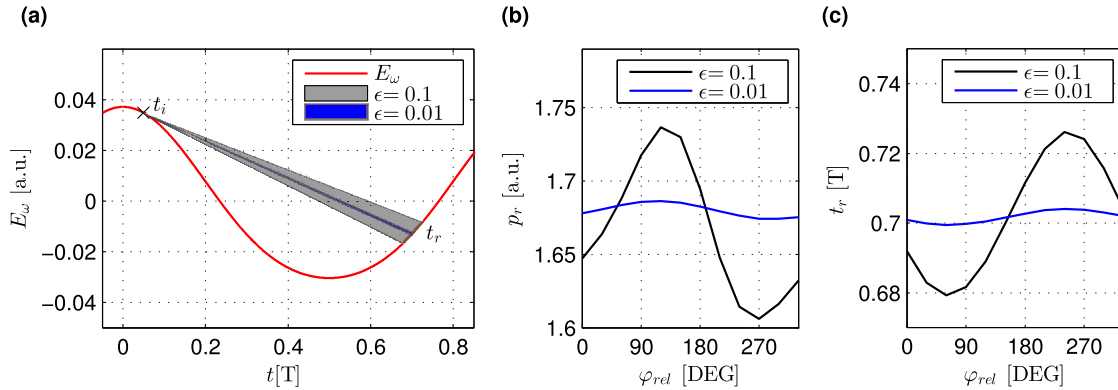 (a)
E_ω [a.u.]
0.04
0.02
0
−0.02
−0.04
t_i
t_r
E_ω
ϵ= 0.1
ϵ= 0.01
0
0.2
0.4
0.6
0.8
t[T]
(b)
p_r [a.u.]
1.75
1.7
1.65
1.6
ϵ= 0.1
ϵ= 0.01
0
90
180
270
φ_rel [DEG]
(c)
t_r [T]
0.74
0.72
0.7
0.68
ϵ= 0.1
ϵ= 0.01
0
90
180
270
φ_rel [DEG]